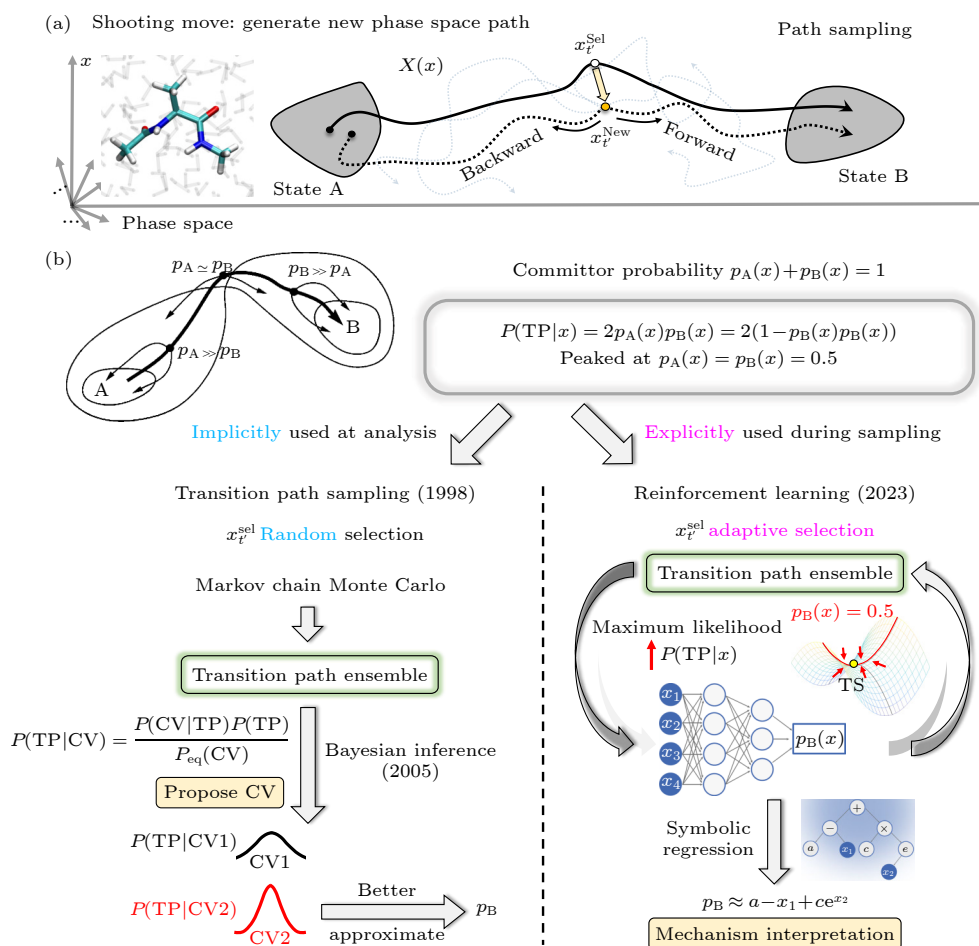 (a) Shooting move: generate new phase space path
x
X(x)
x_{t'}^{Sel}
Path sampling
x_{t'}^{New}
Backward
Forward
State A
State B
...
...
Phase space
(b)
p_A ≃ p_B
p_B ≫ p_A
B
p_A ≫ p_B
A
Committor probability p_A(x)+p_B(x)=1
P(TP|x)=2p_A(x)p_B(x)=2(1−p_B(x)p_B(x))
Peaked at p_A(x)=p_B(x)=0.5
Implicitly used at analysis
Explicitly used during sampling
Transition path sampling (1998)
x_{t'}^{sel} Random selection
Markov chain Monte Carlo
Transition path ensemble
P(TP|CV) = P(CV|TP)P(TP) / P_eq(CV)
Bayesian inference
(2005)
Propose CV
P(TP|CV1)
CV1
P(TP|CV2)
CV2
Better
approximate
p_B
Reinforcement learning (2023)
x_{t'}^{sel} adaptive selection
Transition path ensemble
Maximum likelihood
P(TP|x)
p_B(x)=0.5
TS
x_1
x_2
x_3
x_4
p_B(x)
Symbolic
regression
+
− ×
a x_1 c e
x_2
p_B ≈ a−x_1+ce^{x_2}
Mechanism interpretation